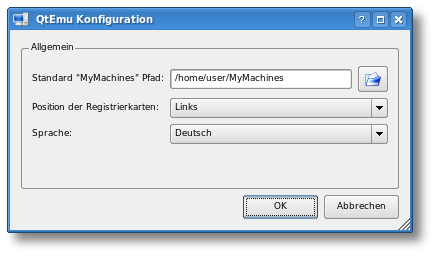 QtEmu Konfiguration
Allgemein
Standard "MyMachines" Pfad: /home/user/MyMachines
Position der Registrierkarten: Links
Sprache: Deutsch
OK Abbrechen